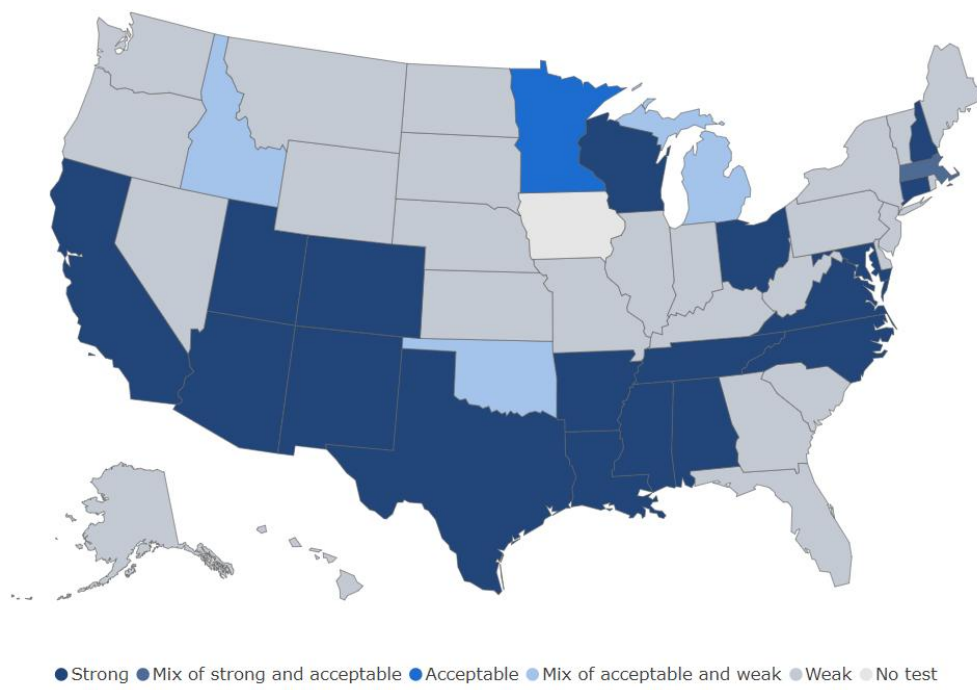 Strong Mix of strong and acceptable Acceptable Mix of acceptable and weak Weak No test